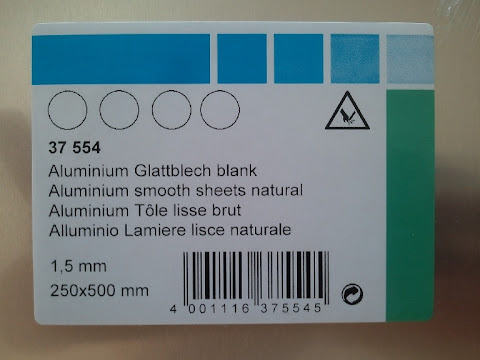 37 554
Aluminium Glattblech blank
Aluminium smooth sheets natural
Aluminium Tôle lisse brut
Alluminio Lamiere lisce naturale
1,5 mm
250x500 mm
4 001116 375545